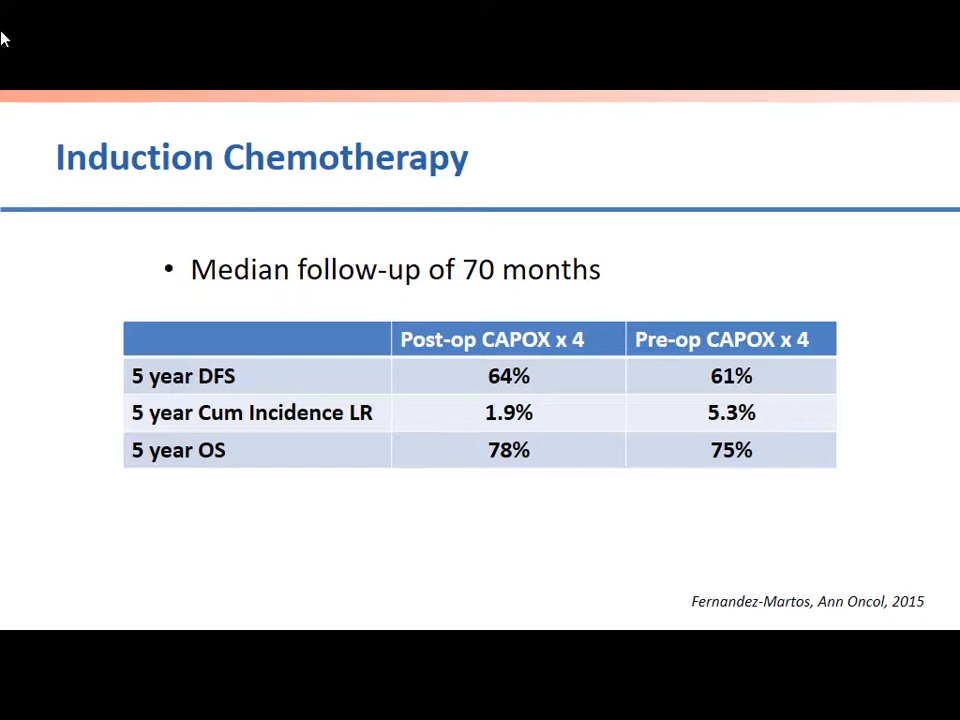 Induction Chemotherapy
• Median follow-up of 70 months
Post-op CAPOX x 4 Pre-op CAPOX x 4
5 year DFS 64% 61%
5 year Cum Incidence LR 1.9% 5.3%
5 year OS 78% 75%
Fernandez-Martos, Ann Oncol, 2015